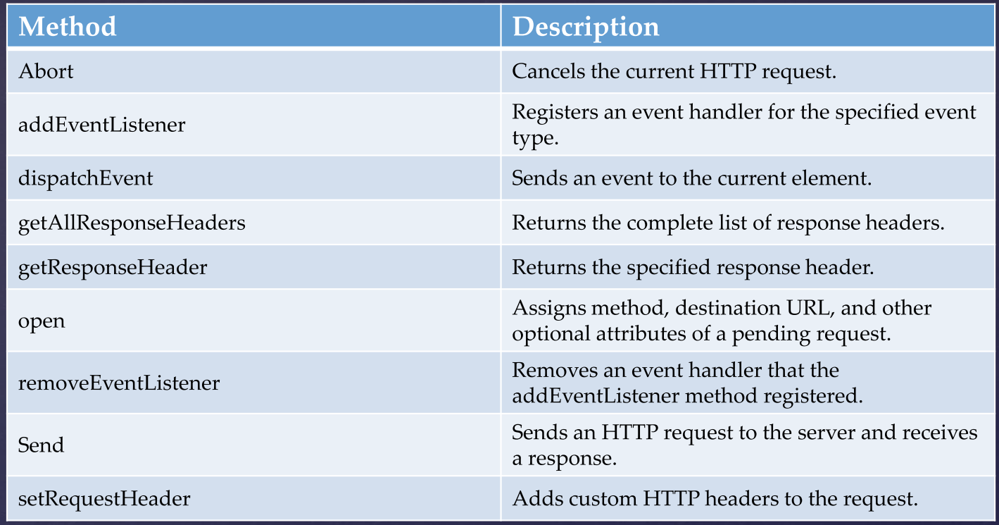 Method Description
Abort Cancels the current HTTP request.
addEventListener Registers an event handler for the specified event
type.
dispatchEvent Sends an event to the current element.
getAllResponseHeaders Returns the complete list of response headers.
getResponseHeader Returns the specified response header.
open Assigns method, destination URL, and other
optional attributes of a pending request.
removeEventListener Removes an event handler that the
addEventListener method registered.
Send Sends an HTTP request to the server and receives
a response.
setRequestHeader Adds custom HTTP headers to the request.